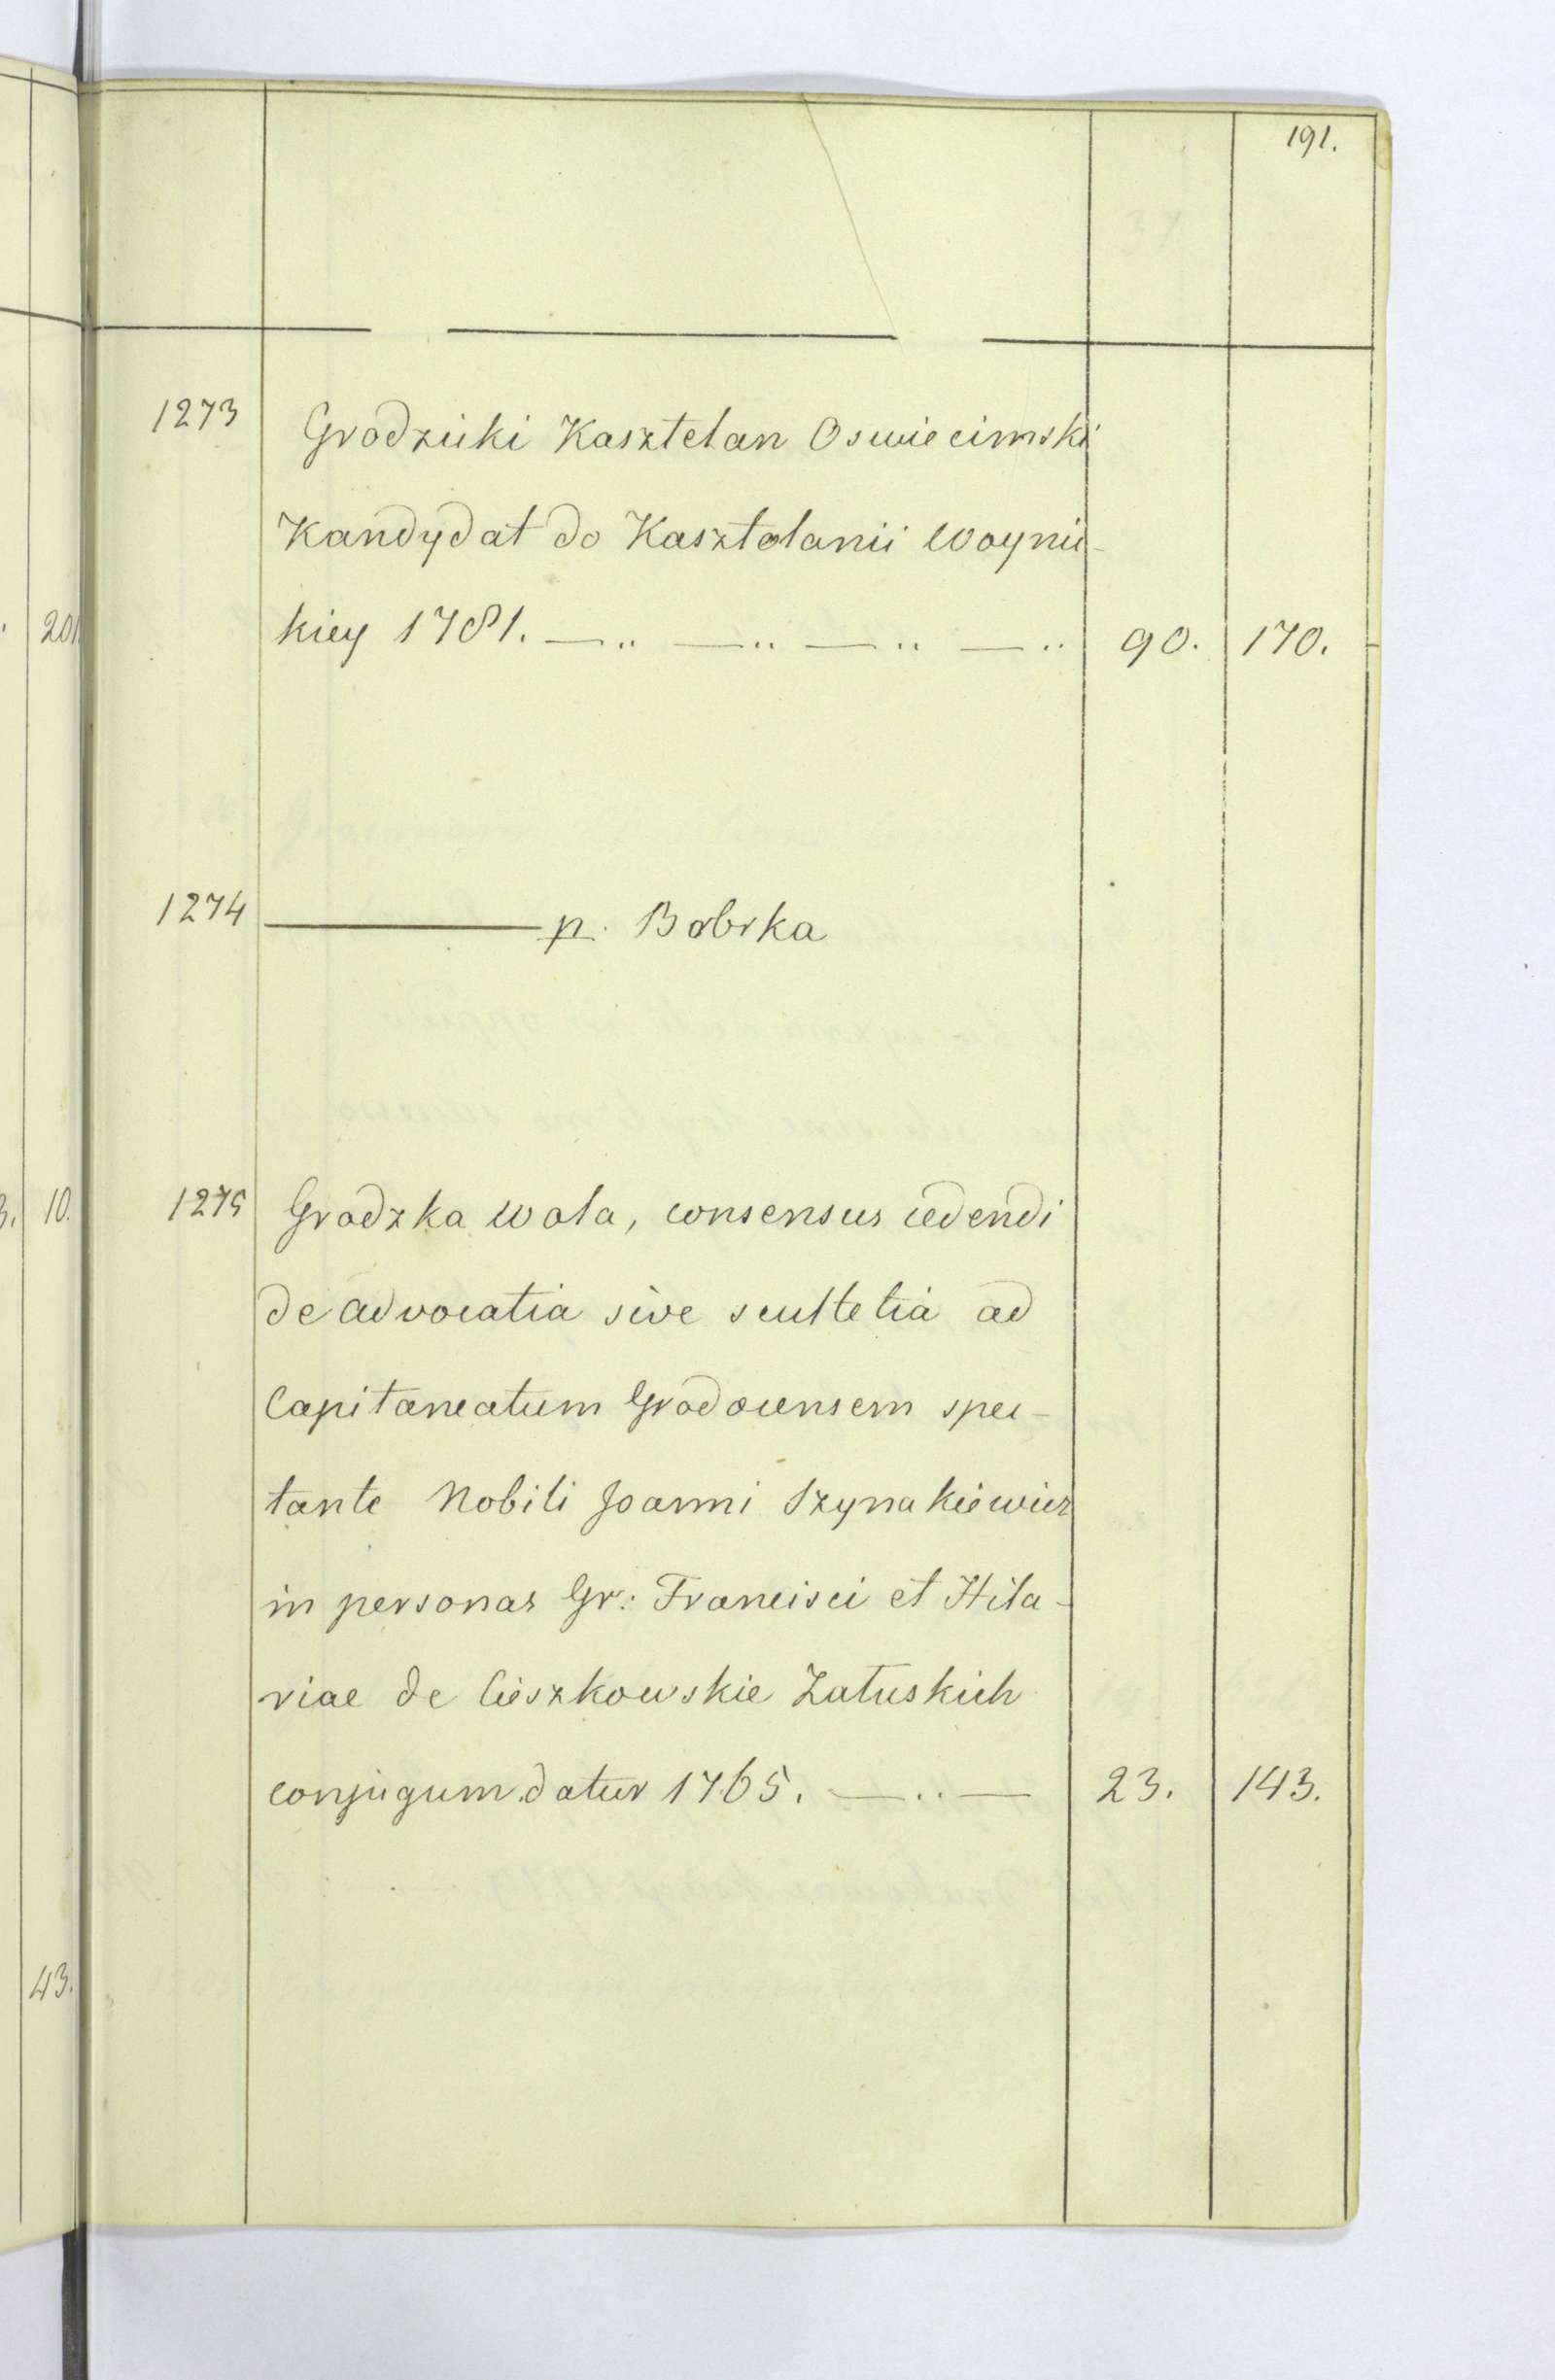 191.
1273 Grodzicki Kasztelan Oswiecimski
Kandydat do Kasztelanii Woynic-
kiey 1781. —.. —.. —.. —.. 90. 170.
1274 ——— p. Bobrka
1275 Grodzka Wola, consensus cedendi
de advocatia sive scultetia ad
Capitaneatum Grodecensem spec-
tante Nobili Joanni Szynakiewicz
in personas Gr: Francisci et Hila-
riae de Cieszkowskie Załuskich
conjugum datur 1765. —..— 23. 143.
20
10.
43.